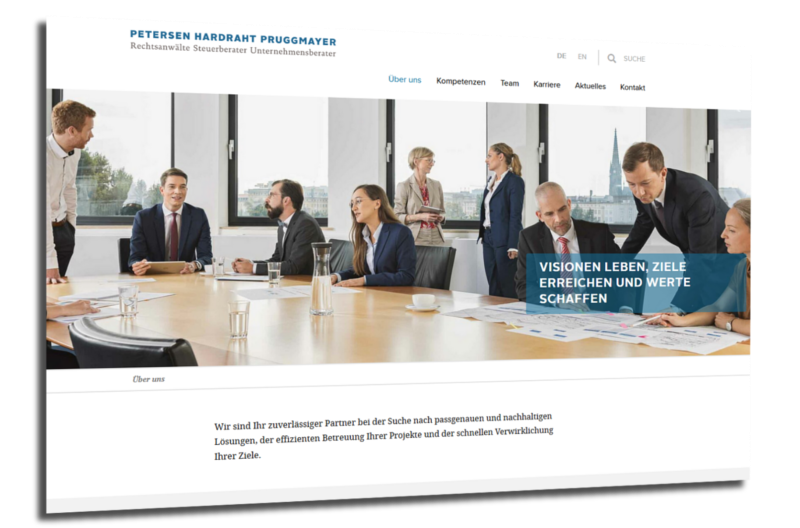 PETERSEN HARDRAHT PRUGGMAYER
Rechtsanwälte Steuerberater Unternehmensberater
DE EN SUCHE
Über uns Kompetenzen Team Karriere Aktuelles Kontakt
VISIONEN LEBEN, ZIELE
ERREICHEN UND WERTE
SCHAFFEN
Über uns
Wir sind Ihr zuverlässiger Partner bei der Suche nach passgenauen und nachhaltigen
Lösungen, der effizienten Betreuung Ihrer Projekte und der schnellen Verwirklichung
Ihrer Ziele.